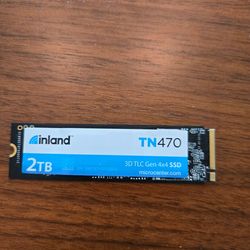 inland
TN470
2TB
3D TLC Gen 4x4 SSD
microcenter.com